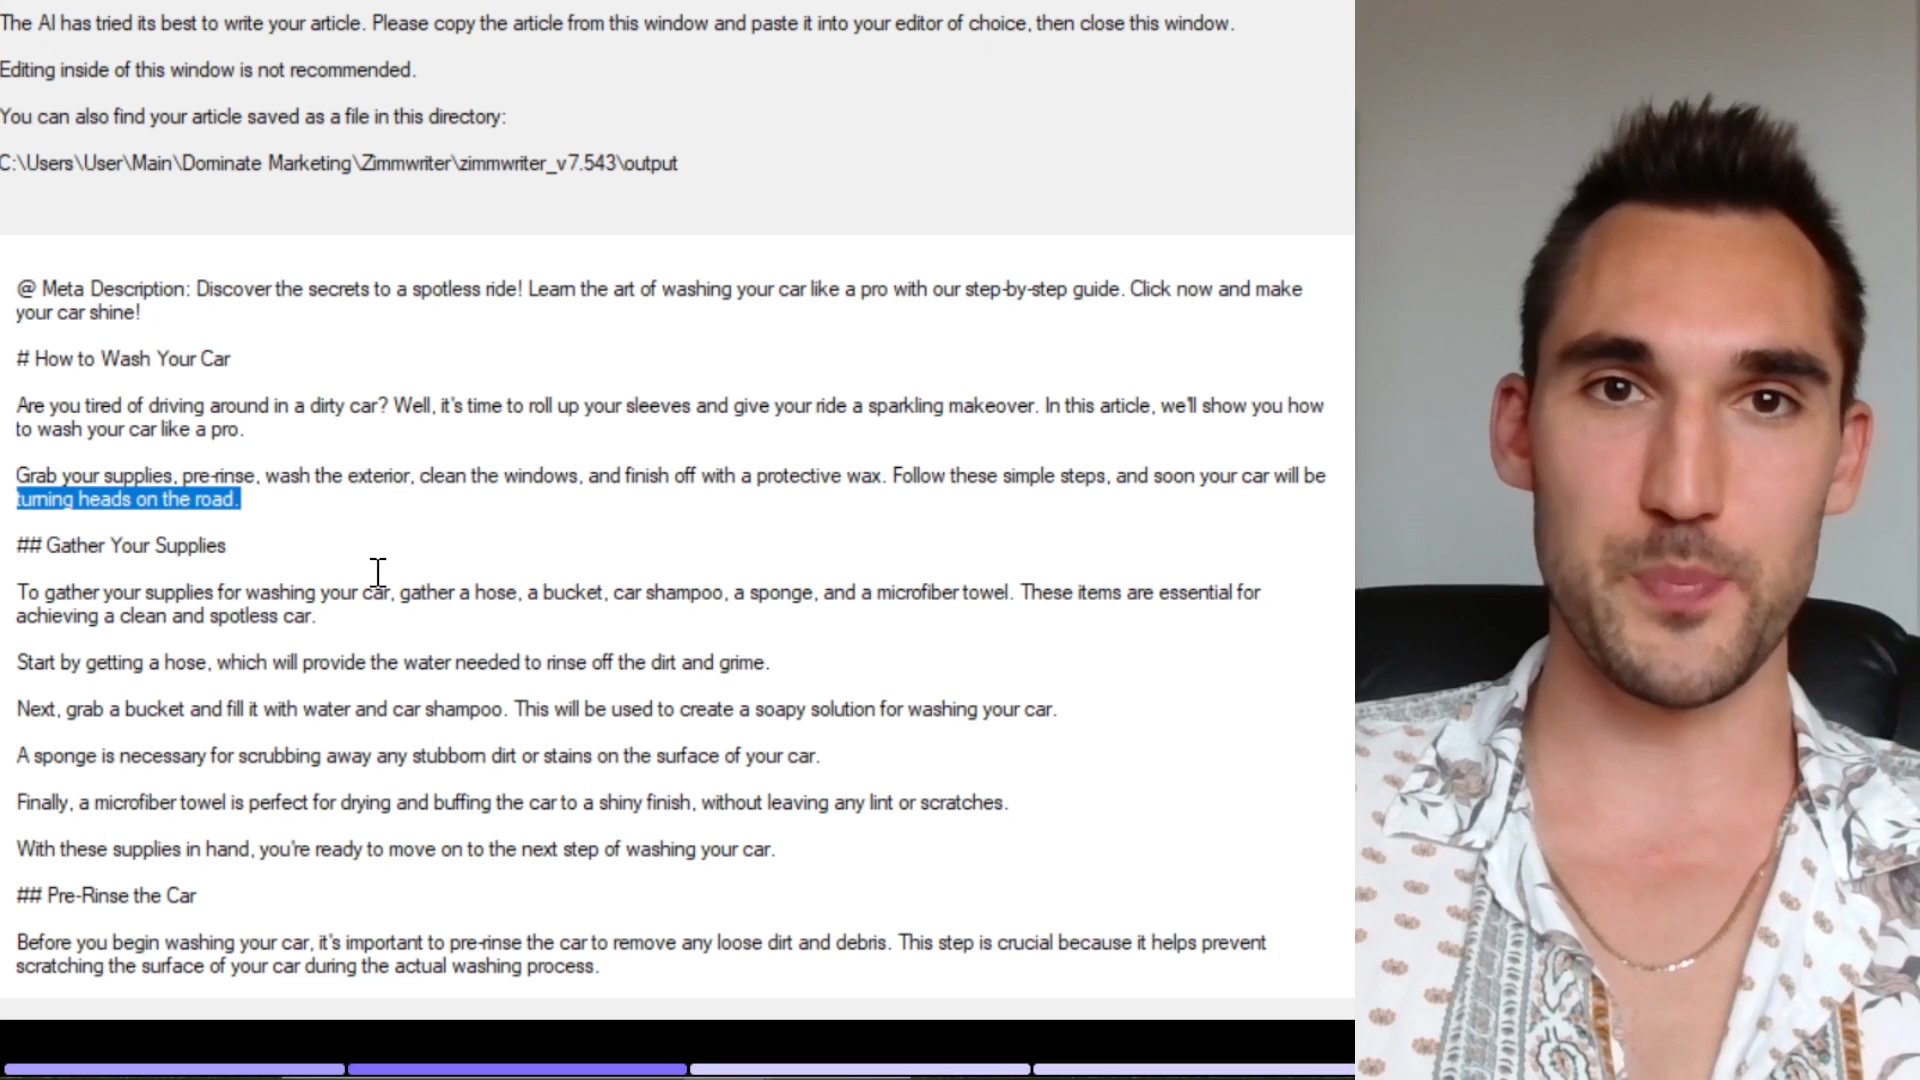 The AI has tried its best to write your article. Please copy the article from this window and paste it into your editor of choice, then close this window.
Editing inside of this window is not recommended.
You can also find your article saved as a file in this directory:
C:\Users\User\Main\Dominate Marketing\Zimmwriter\zimmwriter_v7.543\output
@ Meta Description: Discover the secrets to a spotless ride! Learn the art of washing your car like a pro with our step-by-step guide. Click now and make
your car shine!
# How to Wash Your Car
Are you tired of driving around in a dirty car? Well, it's time to roll up your sleeves and give your ride a sparkling makeover. In this article, we'll show you how
to wash your car like a pro.
Grab your supplies, pre-rinse, wash the exterior, clean the windows, and finish off with a protective wax. Follow these simple steps, and soon your car will be
turning heads on the road.
## Gather Your Supplies
To gather your supplies for washing your car, gather a hose, a bucket, car shampoo, a sponge, and a microfiber towel. These items are essential for
achieving a clean and spotless car.
Start by getting a hose, which will provide the water needed to rinse off the dirt and grime.
Next, grab a bucket and fill it with water and car shampoo. This will be used to create a soapy solution for washing your car.
A sponge is necessary for scrubbing away any stubborn dirt or stains on the surface of your car.
Finally, a microfiber towel is perfect for drying and buffing the car to a shiny finish, without leaving any lint or scratches.
With these supplies in hand, you're ready to move on to the next step of washing your car.
## Pre-Rinse the Car
Before you begin washing your car, it's important to pre-rinse the car to remove any loose dirt and debris. This step is crucial because it helps prevent
scratching the surface of your car during the actual washing process.